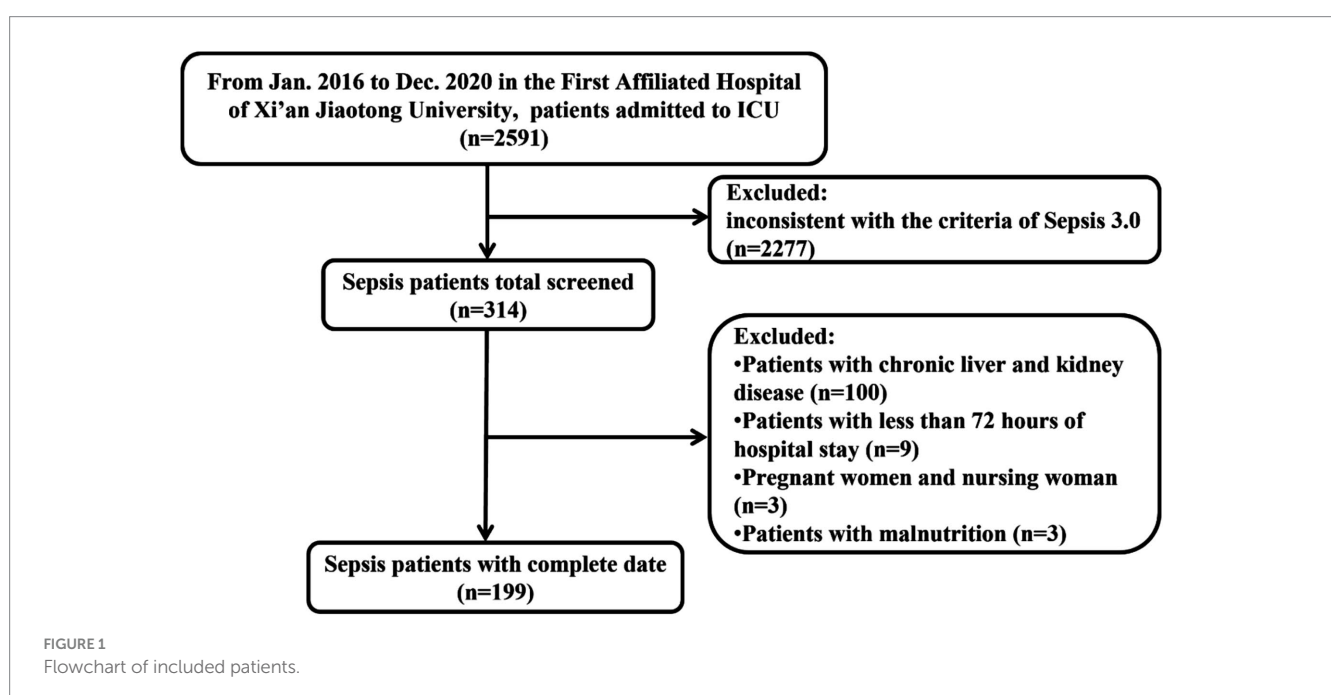 From Jan. 2016 to Dec. 2020 in the First Affiliated Hospital
of Xi'an Jiaotong University, patients admitted to ICU
(n=2591)
Excluded:
inconsistent with the criteria of Sepsis 3.0
(n=2277)
Sepsis patients total screened
(n=314)
Excluded:
•Patients with chronic liver and kidney
disease (n=100)
•Patients with less than 72 hours of
hospital stay (n=9)
•Pregnant women and nursing woman
(n=3)
•Patients with malnutrition (n=3)
Sepsis patients with complete date
(n=199)
FIGURE 1
Flowchart of included patients.